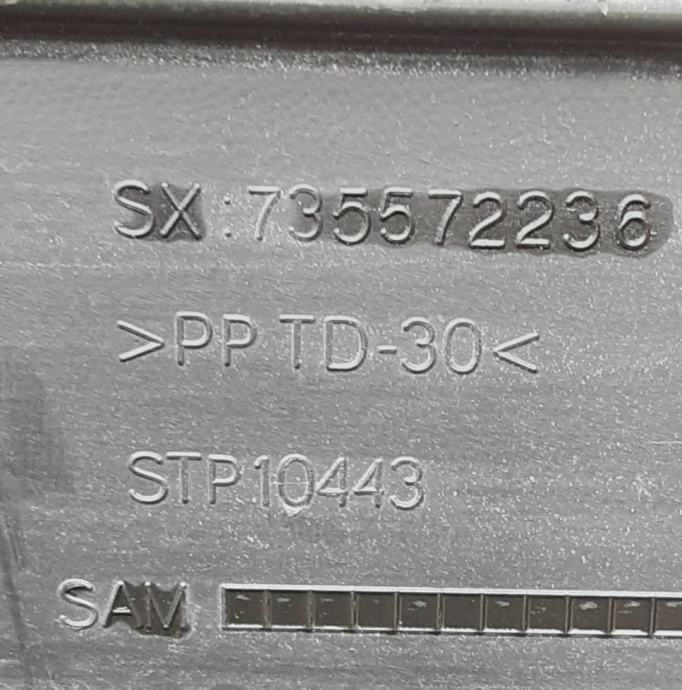 SX:735572236
>PP TD-30<
STP10443
SAM